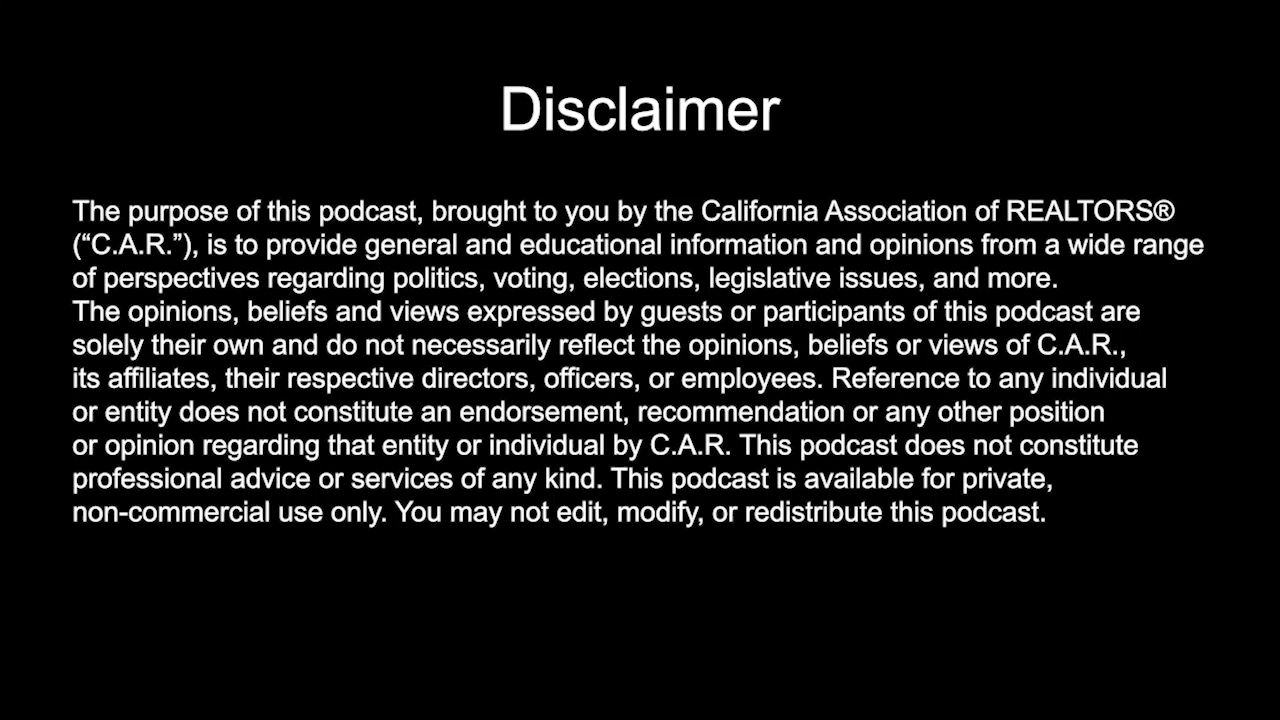 Disclaimer
The purpose of this podcast, brought to you by the California Association of REALTORS®
(“C.A.R.”), is to provide general and educational information and opinions from a wide range
of perspectives regarding politics, voting, elections, legislative issues, and more.
The opinions, beliefs and views expressed by guests or participants of this podcast are
solely their own and do not necessarily reflect the opinions, beliefs or views of C.A.R.,
its affiliates, their respective directors, officers, or employees. Reference to any individual
or entity does not constitute an endorsement, recommendation or any other position
or opinion regarding that entity or individual by C.A.R. This podcast does not constitute
professional advice or services of any kind. This podcast is available for private,
non-commercial use only. You may not edit, modify, or redistribute this podcast.